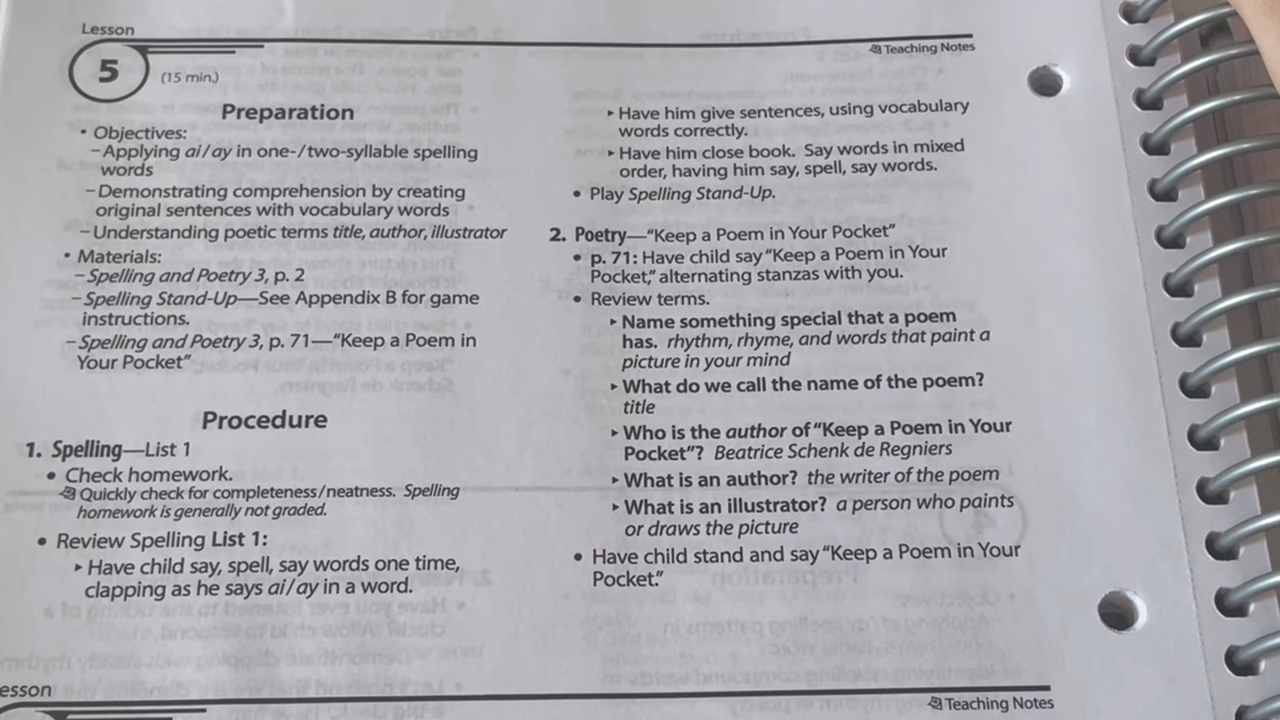 Lesson
5 (15 min.)
Teaching Notes
Preparation
• Objectives:
– Applying ai/ay in one-/two-syllable spelling
words
– Demonstrating comprehension by creating
original sentences with vocabulary words
– Understanding poetic terms title, author, illustrator
• Materials:
– Spelling and Poetry 3, p. 2
– Spelling Stand-Up—See Appendix B for game
instructions.
– Spelling and Poetry 3, p. 71—“Keep a Poem in
Your Pocket”
Procedure
1. Spelling—List 1
• Check homework.
Quickly check for completeness/neatness. Spelling
homework is generally not graded.
• Review Spelling List 1:
▸ Have child say, spell, say words one time,
clapping as he says ai/ay in a word.
▸ Have him give sentences, using vocabulary
words correctly.
▸ Have him close book. Say words in mixed
order, having him say, spell, say words.
• Play Spelling Stand-Up.
2. Poetry—“Keep a Poem in Your Pocket”
• p. 71: Have child say “Keep a Poem in Your
Pocket,” alternating stanzas with you.
• Review terms.
▸ Name something special that a poem
has. rhythm, rhyme, and words that paint a
picture in your mind
▸ What do we call the name of the poem?
title
▸ Who is the author of “Keep a Poem in Your
Pocket”? Beatrice Schenk de Regniers
▸ What is an author? the writer of the poem
▸ What is an illustrator? a person who paints
or draws the picture
• Have child stand and say “Keep a Poem in Your
Pocket.”
esson
Teaching Notes